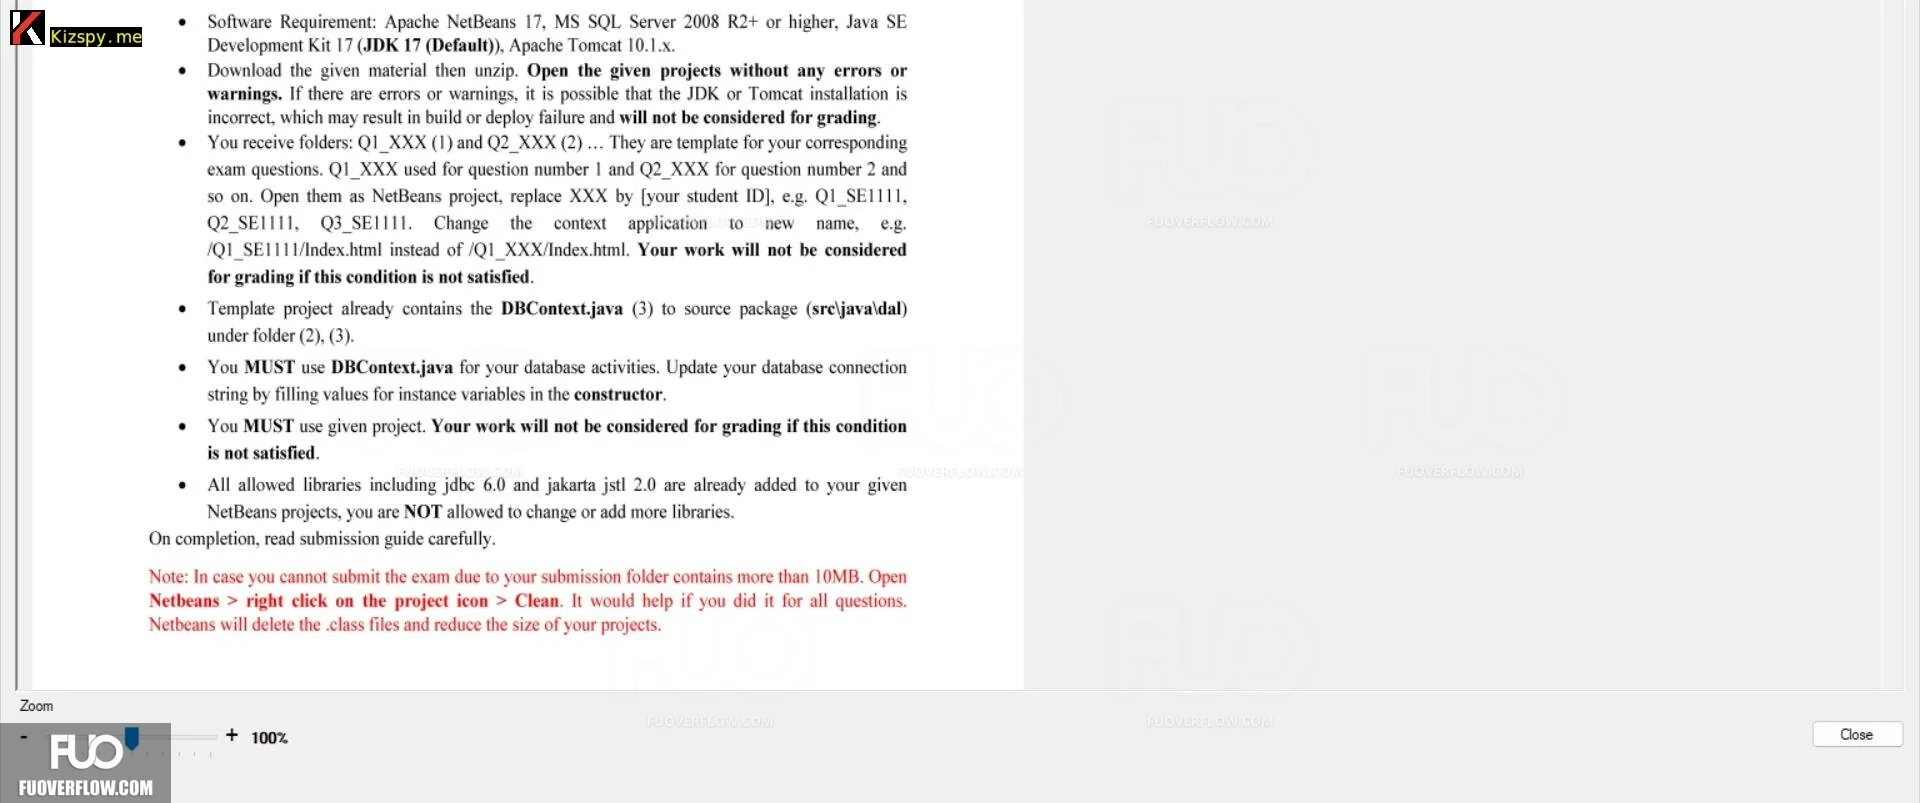 Kizspy.me
• Software Requirement: Apache NetBeans 17, MS SQL Server 2008 R2+ or higher, Java SE
Development Kit 17 (JDK 17 (Default)), Apache Tomcat 10.1.x.
• Download the given material then unzip. Open the given projects without any errors or
warnings. If there are errors or warnings, it is possible that the JDK or Tomcat installation is
incorrect, which may result in build or deploy failure and will not be considered for grading.
• You receive folders: Q1_XXX (1) and Q2_XXX (2) … They are template for your corresponding
exam questions. Q1_XXX used for question number 1 and Q2_XXX for question number 2 and
so on. Open them as NetBeans project, replace XXX by [your student ID], e.g. Q1_SE1111,
Q2_SE1111, Q3_SE1111. Change the context application to new name, e.g.
/Q1_SE1111/Index.html instead of /Q1_XXX/Index.html. Your work will not be considered
for grading if this condition is not satisfied.
• Template project already contains the DBContext.java (3) to source package (src\java\dal)
under folder (2), (3).
• You MUST use DBContext.java for your database activities. Update your database connection
string by filling values for instance variables in the constructor.
• You MUST use given project. Your work will not be considered for grading if this condition
is not satisfied.
• All allowed libraries including jdbc 6.0 and jakarta jstl 2.0 are already added to your given
NetBeans projects, you are NOT allowed to change or add more libraries.
On completion, read submission guide carefully.
Note: In case you cannot submit the exam due to your submission folder contains more than 10MB. Open
Netbeans > right click on the project icon > Clean. It would help if you did it for all questions.
Netbeans will delete the .class files and reduce the size of your projects.
FUOVERFLOW.COM
FUOVERFLOW.COM
FUOVERFLOW.COM
FUOVERFLOW.COM
FUOVERFLOW.COM
FUOVERFLOW.COM
Zoom
- + 100%
Close
FUO
FUOVERFLOW.COM